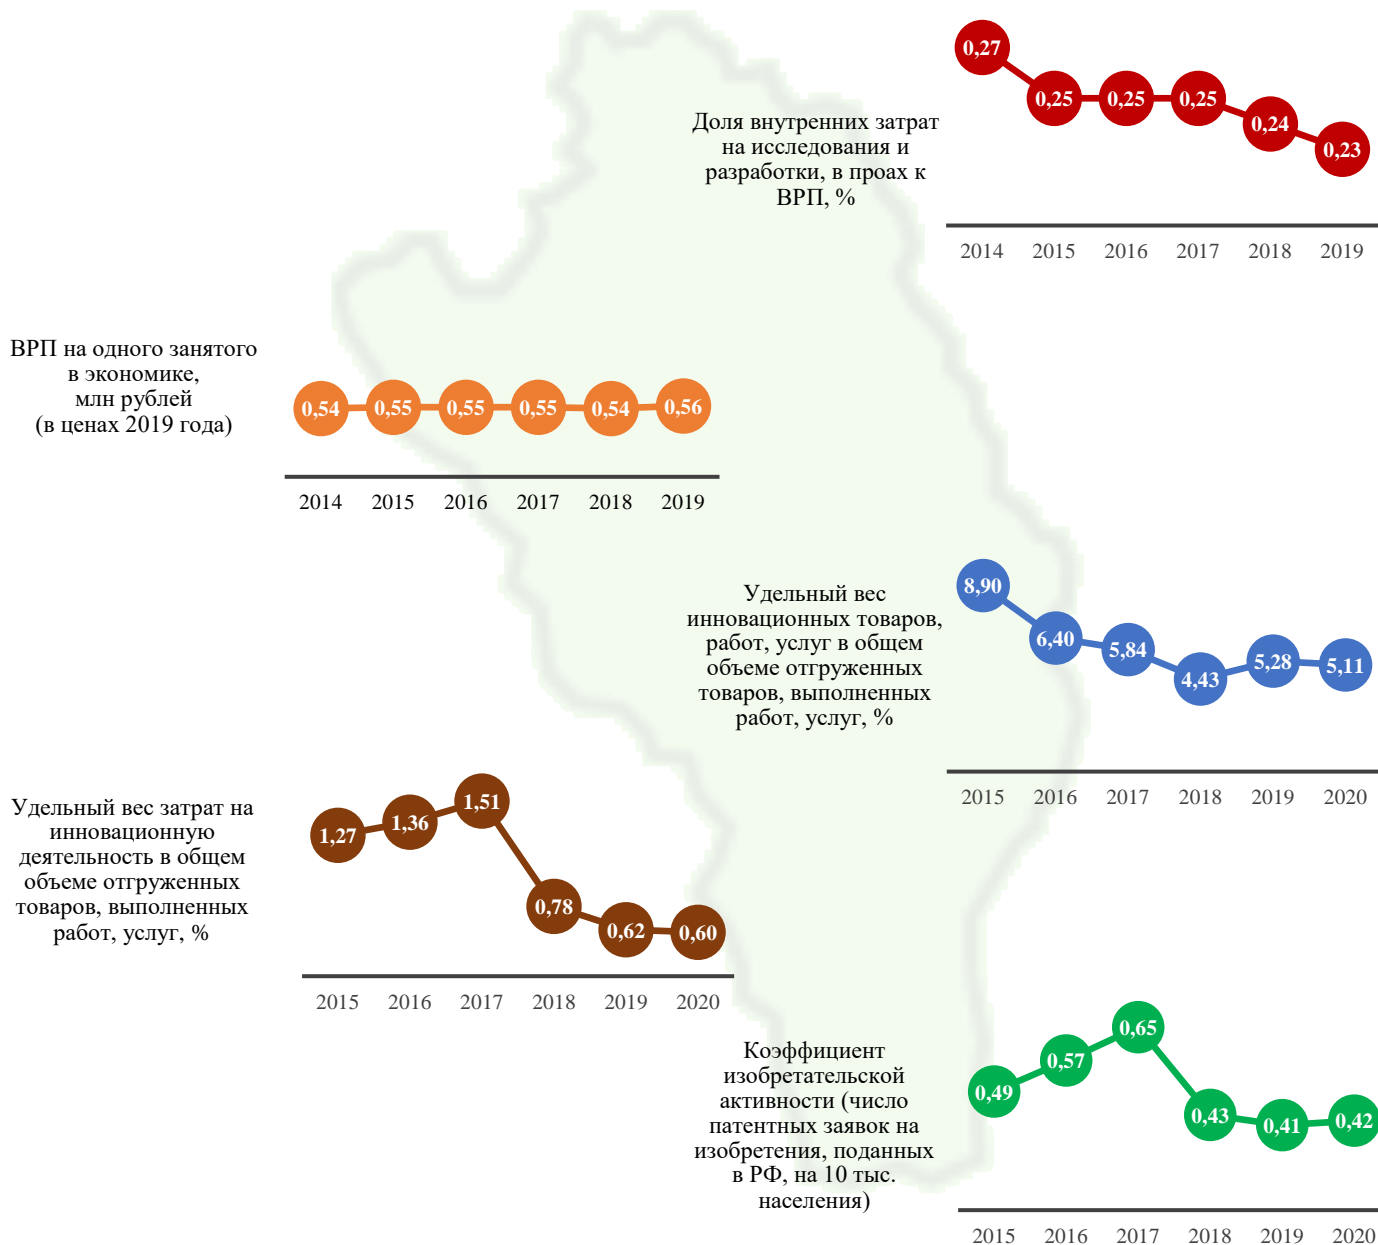 0,27
0,25
0,25
0,25
0,24
0,23
Доля внутренних затрат
на исследования и
разработки, в проах к
ВРП, %
2014 2015 2016 2017 2018 2019
ВРП на одного занятого
в экономике,
млн рублей
(в ценах 2019 года)
0,54 0,55 0,55 0,55 0,54 0,56
2014 2015 2016 2017 2018 2019
Удельный вес
инновационных товаров,
работ, услуг в общем
объеме отгруженных
товаров, выполненных
работ, услуг, %
8,90
6,40
5,84
4,43
5,28
5,11
2015 2016 2017 2018 2019 2020
Удельный вес затрат на
инновационную
деятельность в общем
объеме отгруженных
товаров, выполненных
работ, услуг, %
1,27
1,36
1,51
0,78
0,62
0,60
2015 2016 2017 2018 2019 2020
Коэффициент
изобретательской
активности (число
патентных заявок на
изобретения, поданных
в РФ, на 10 тыс.
населения)
0,49
0,57
0,65
0,43
0,41
0,42
2015 2016 2017 2018 2019 2020